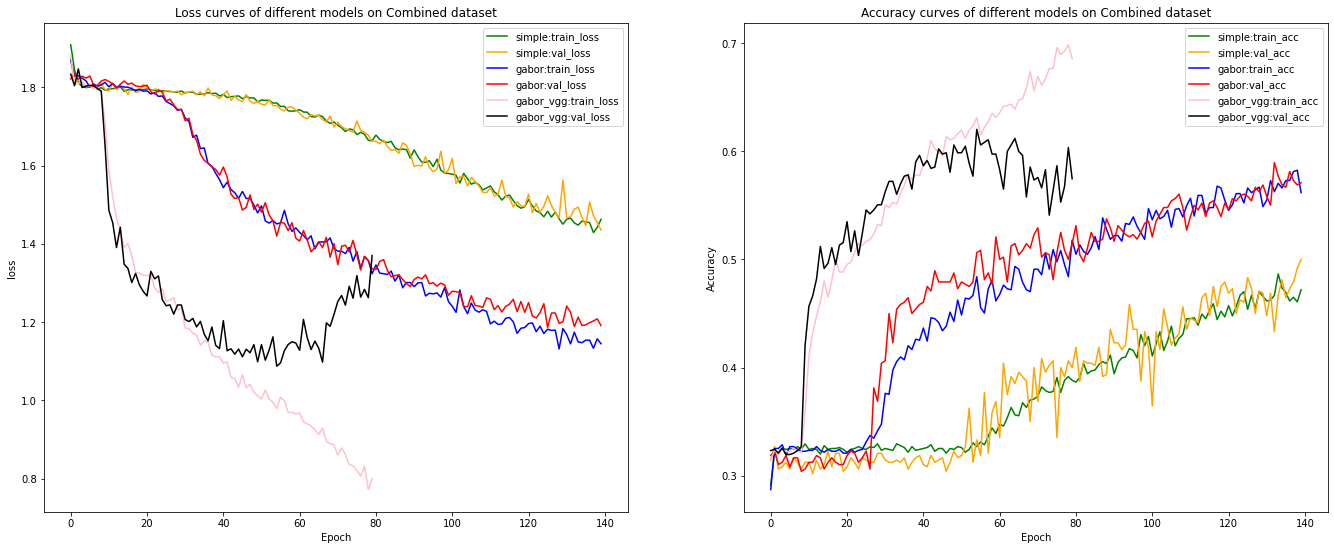 Loss curves of different models on Combined dataset
simple:train_loss
simple:val_loss
gabor:train_loss
gabor:val_loss
gabor_vgg:train_loss
gabor_vgg:val_loss
1.8
1.6
1.4
1.2
1.0
0.8
loss
0 20 40 60 80 100 120 140
Epoch
Accuracy curves of different models on Combined dataset
simple:train_acc
simple:val_acc
gabor:train_acc
gabor:val_acc
gabor_vgg:train_acc
gabor_vgg:val_acc
0.7
0.6
0.5
0.4
0.3
Accuracy
0 20 40 60 80 100 120 140
Epoch